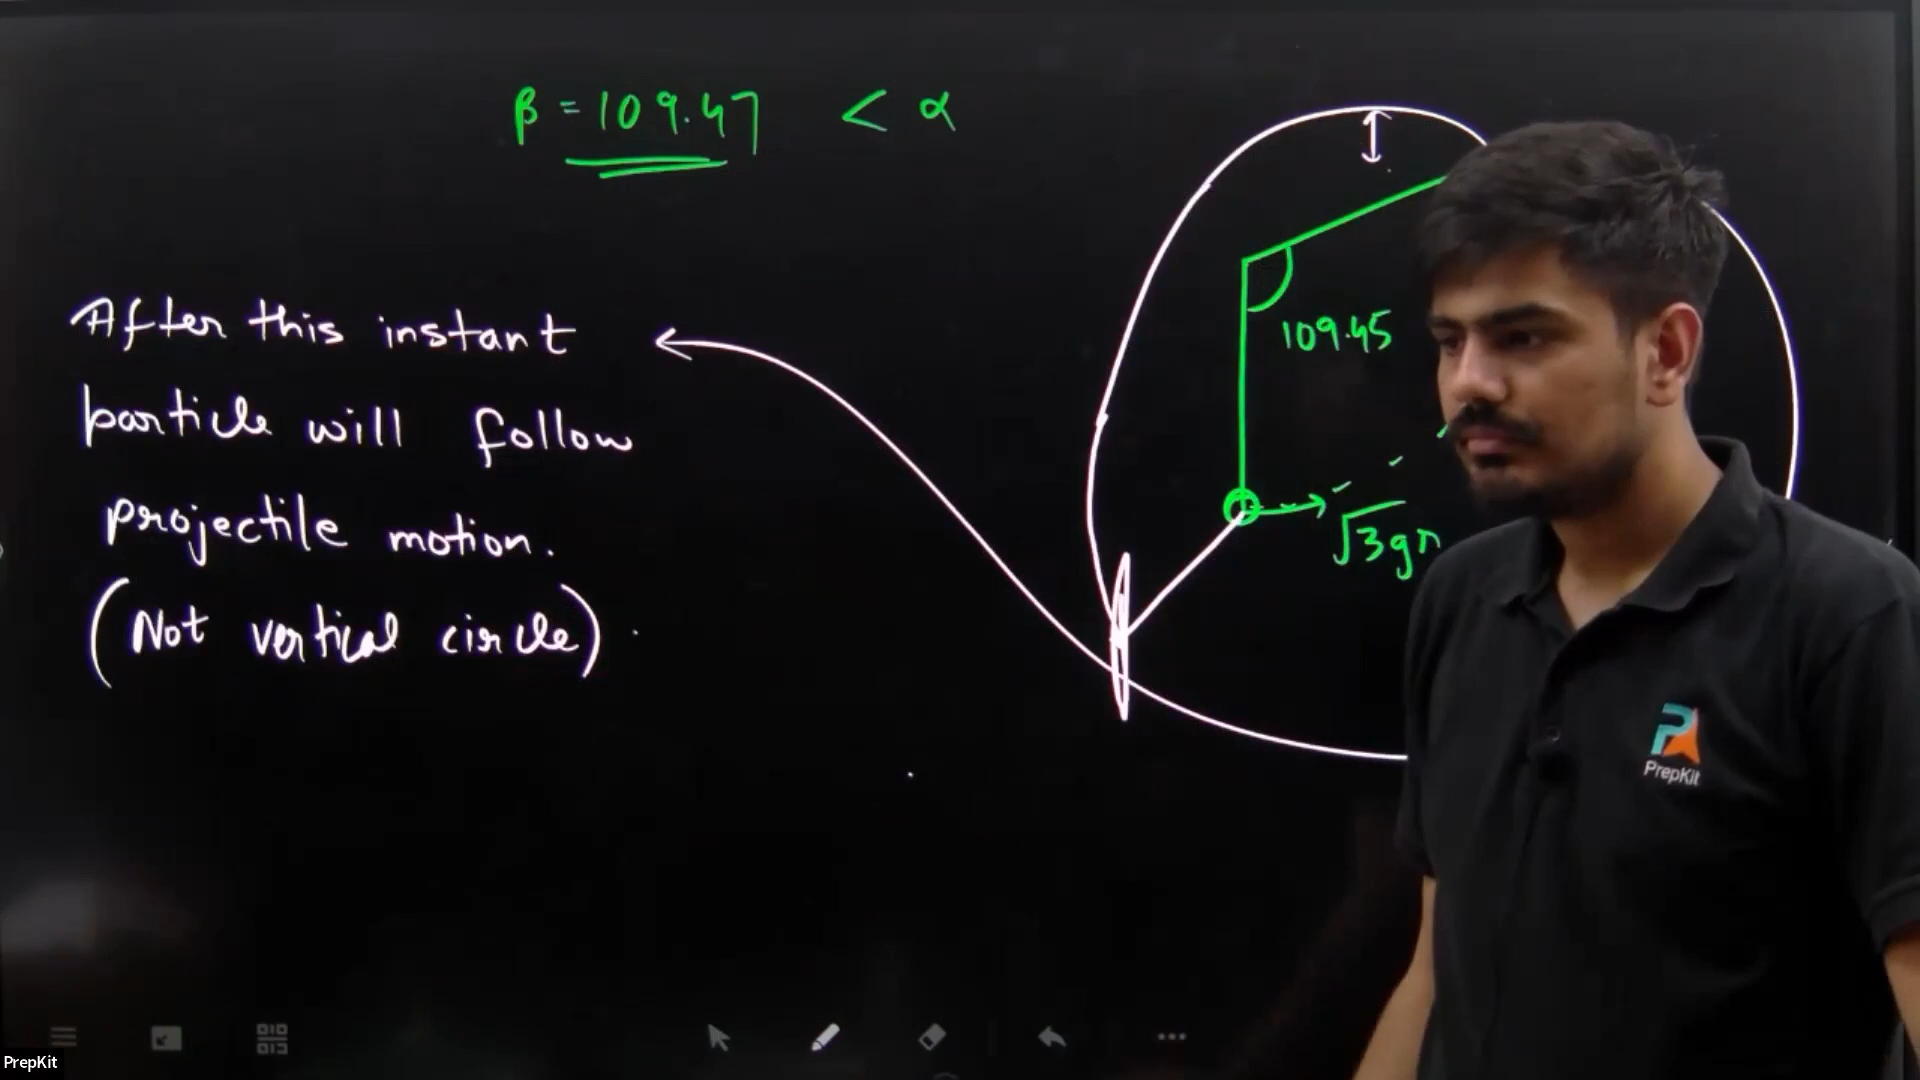 β = 109.47 < α
After this instant
particle will follow
projectile motion.
(Not vertical circle).
109.45
√3gr
PrepKit
PrepKit